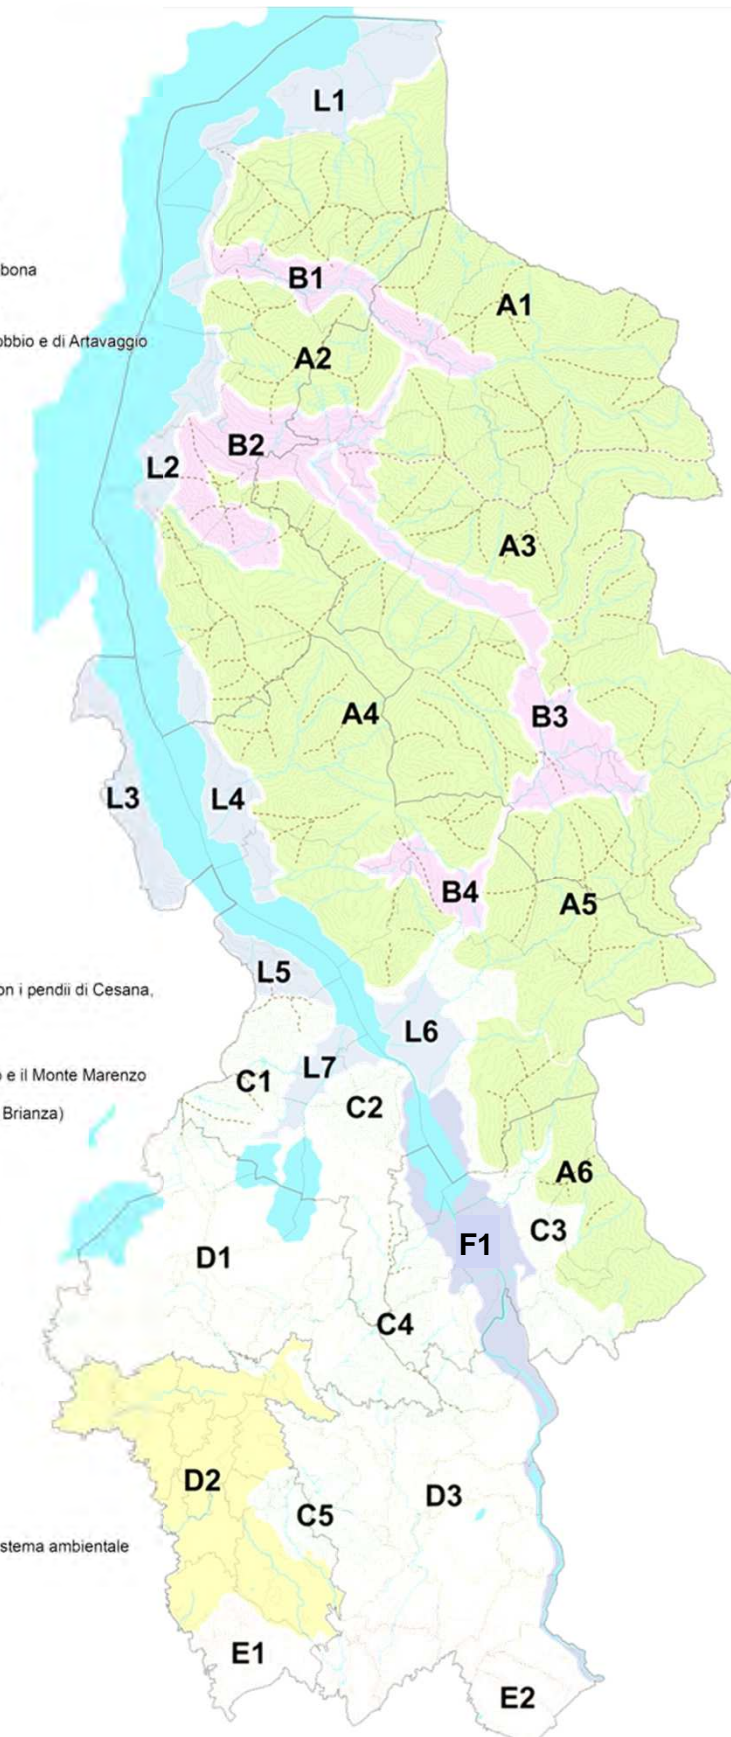 L1
bona
B1
A1
obbio e di Artavaggio
A2
B2
L2
A3
A4
B3
L3
L4
B4
A5
L5
on i pendii di Cesana,
L6
L7
e il Monte Marenzo
C1
C2
Brianza)
A6
C3
F1
D1
C4
D2
D3
C5
stema ambientale
E1
E2